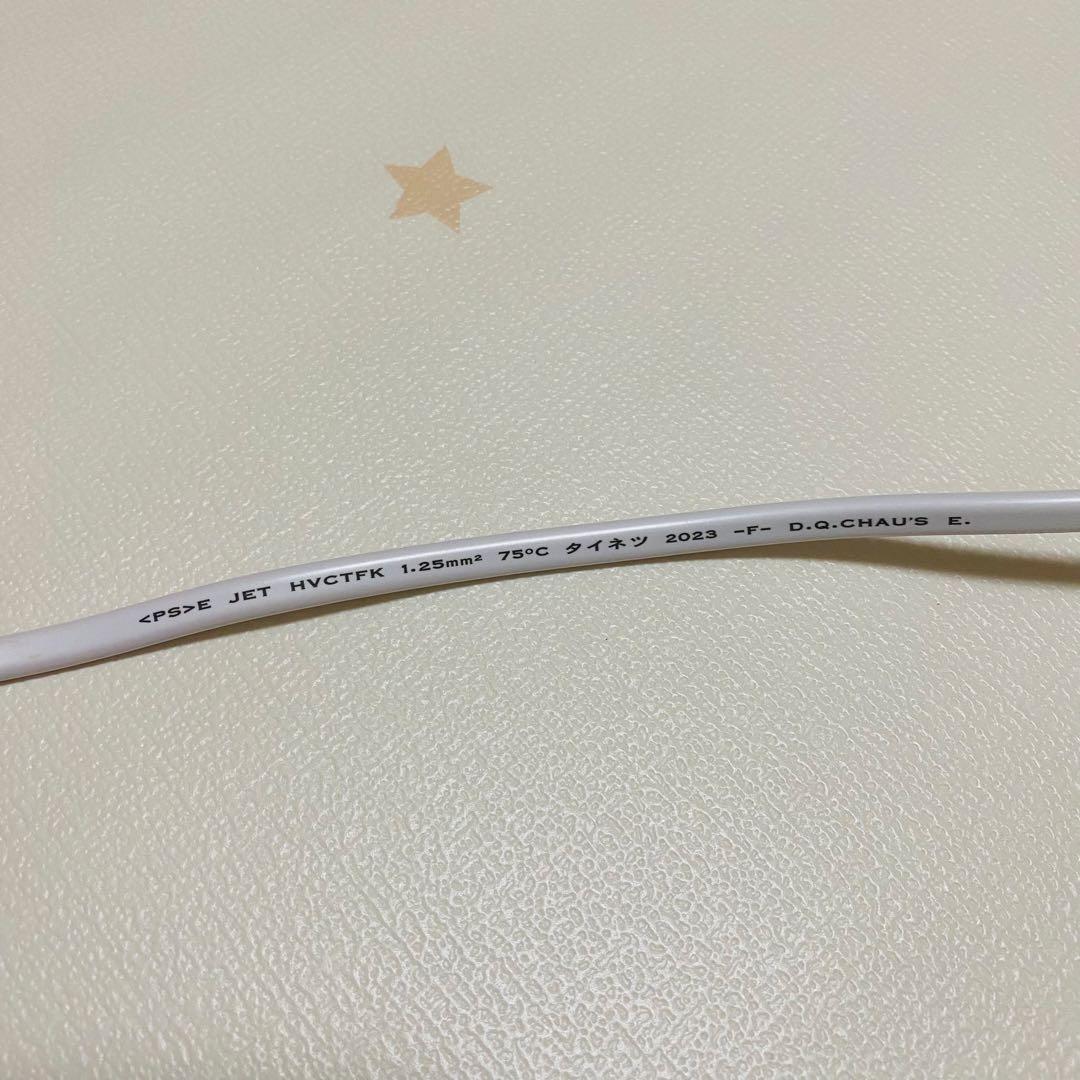 <PS>E JET HVCTFK 1.25mm² 75°C タイネツ 2023 -F- D.Q.CHAU'S E.